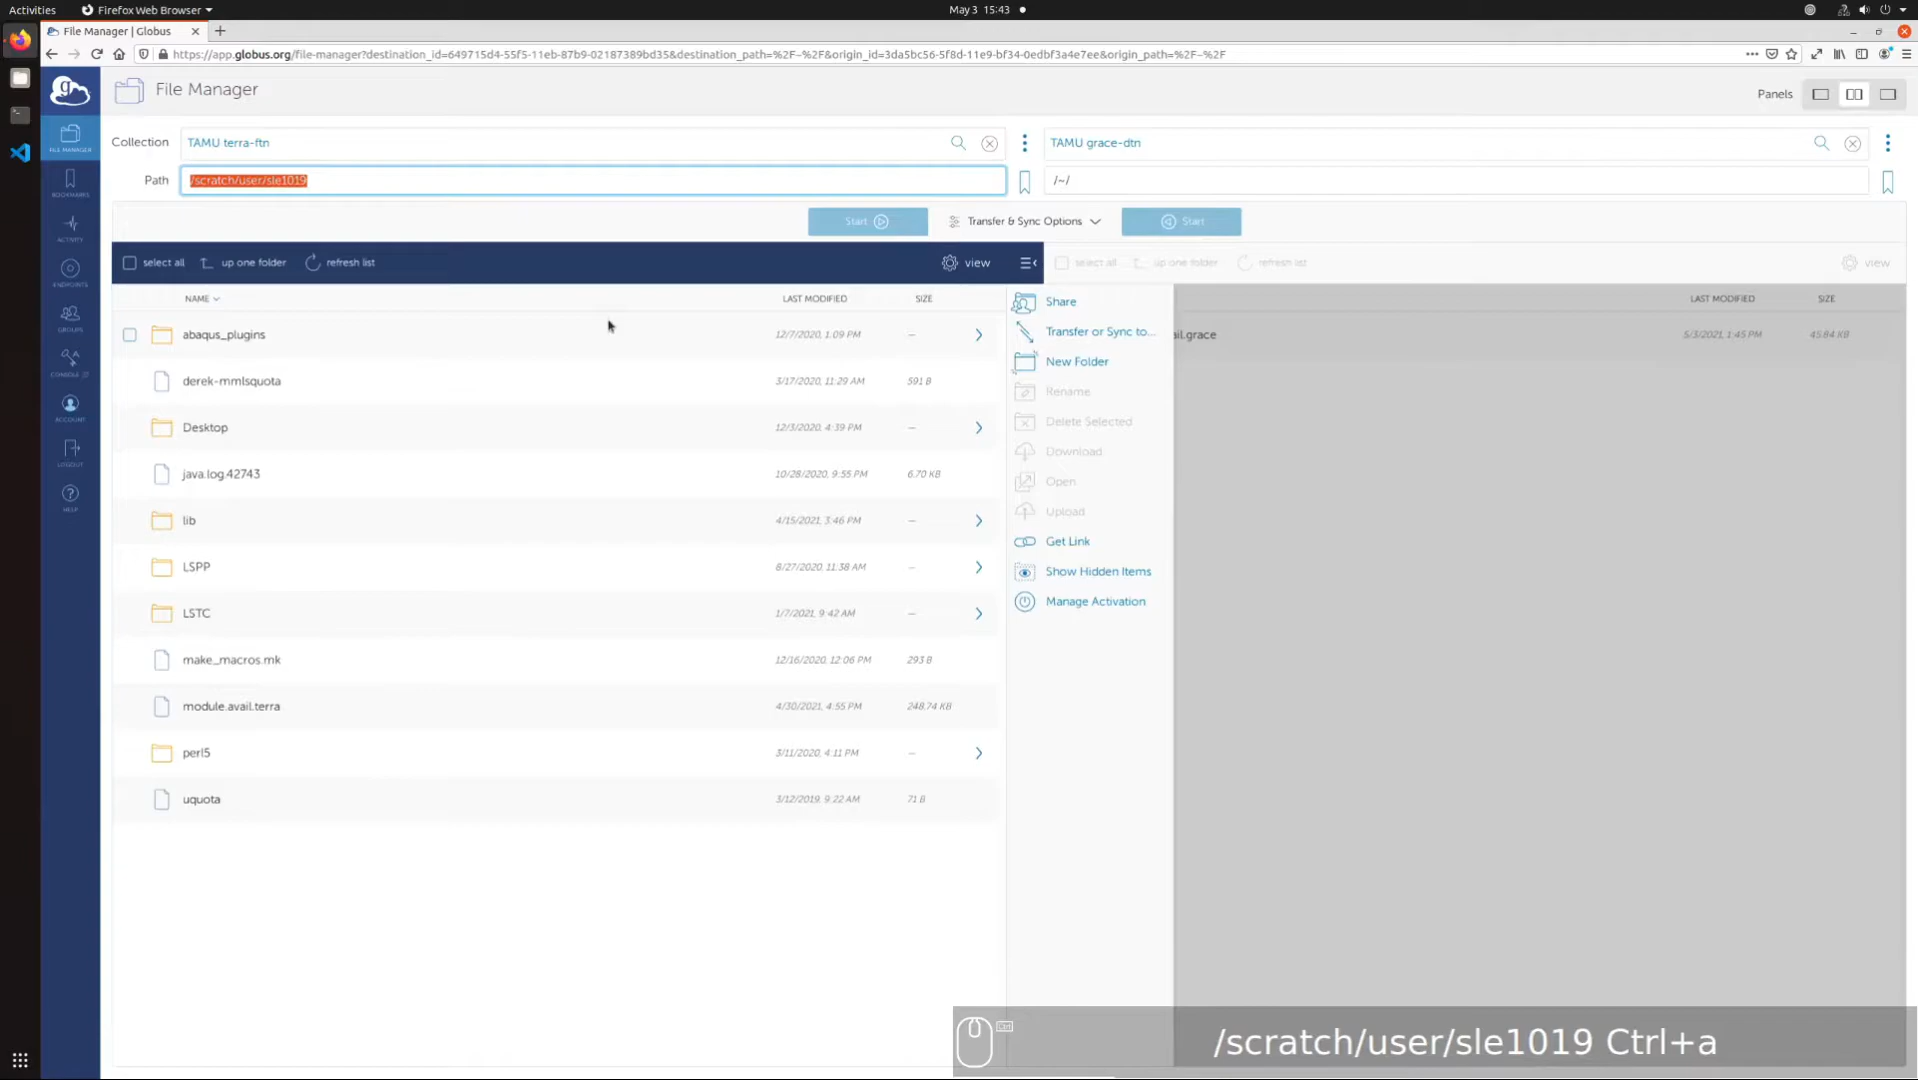 Activities
Firefox Web Browser
May 3 15:43
File Manager | Globus
https://app.globus.org/file-manager?destination_id=649715d4-55f5-11eb-87b9-02187389bd35&destination_path=%2F~%2F&origin_id=3da5bc56-5f8d-11e9-bf34-0edbf3a4e7ee&origin_path=%2F~%2F
File Manager
Panels
FILE MANAGER
BOOKMARKS
ACTIVITY
ENDPOINTS
GROUPS
CONSOLE
ACCOUNT
LOGOUT
HELP
Collection
TAMU terra-ftn
TAMU grace-dtn
Path
/scratch/user/sle1019
/~/
Start
Transfer & Sync Options
Start
select all
up one folder
refresh list
view
select all
up one folder
refresh list
view
NAME
LAST MODIFIED
SIZE
LAST MODIFIED
SIZE
abaqus_plugins 12/7/2020, 1:09 PM —
derek-mmlsquota 3/17/2020, 11:29 AM 591 B
Desktop 12/3/2020, 4:39 PM —
java.log.42743 10/28/2020, 9:55 PM 6.70 KB
lib 4/15/2021, 3:46 PM —
LSPP 8/27/2020, 11:38 AM —
LSTC 1/7/2021, 9:42 AM —
make_macros.mk 12/16/2020, 12:06 PM 293 B
module.avail.terra 4/30/2021, 4:55 PM 248.74 KB
perl5 3/11/2020, 4:11 PM —
uquota 3/12/2019, 9:22 AM 71 B
Share
Transfer or Sync to...
New Folder
Rename
Delete Selected
Download
Open
Upload
Get Link
Show Hidden Items
Manage Activation
ail.grace 5/3/2021, 1:45 PM 45.84 KB
Ctrl
/scratch/user/sle1019 Ctrl+a